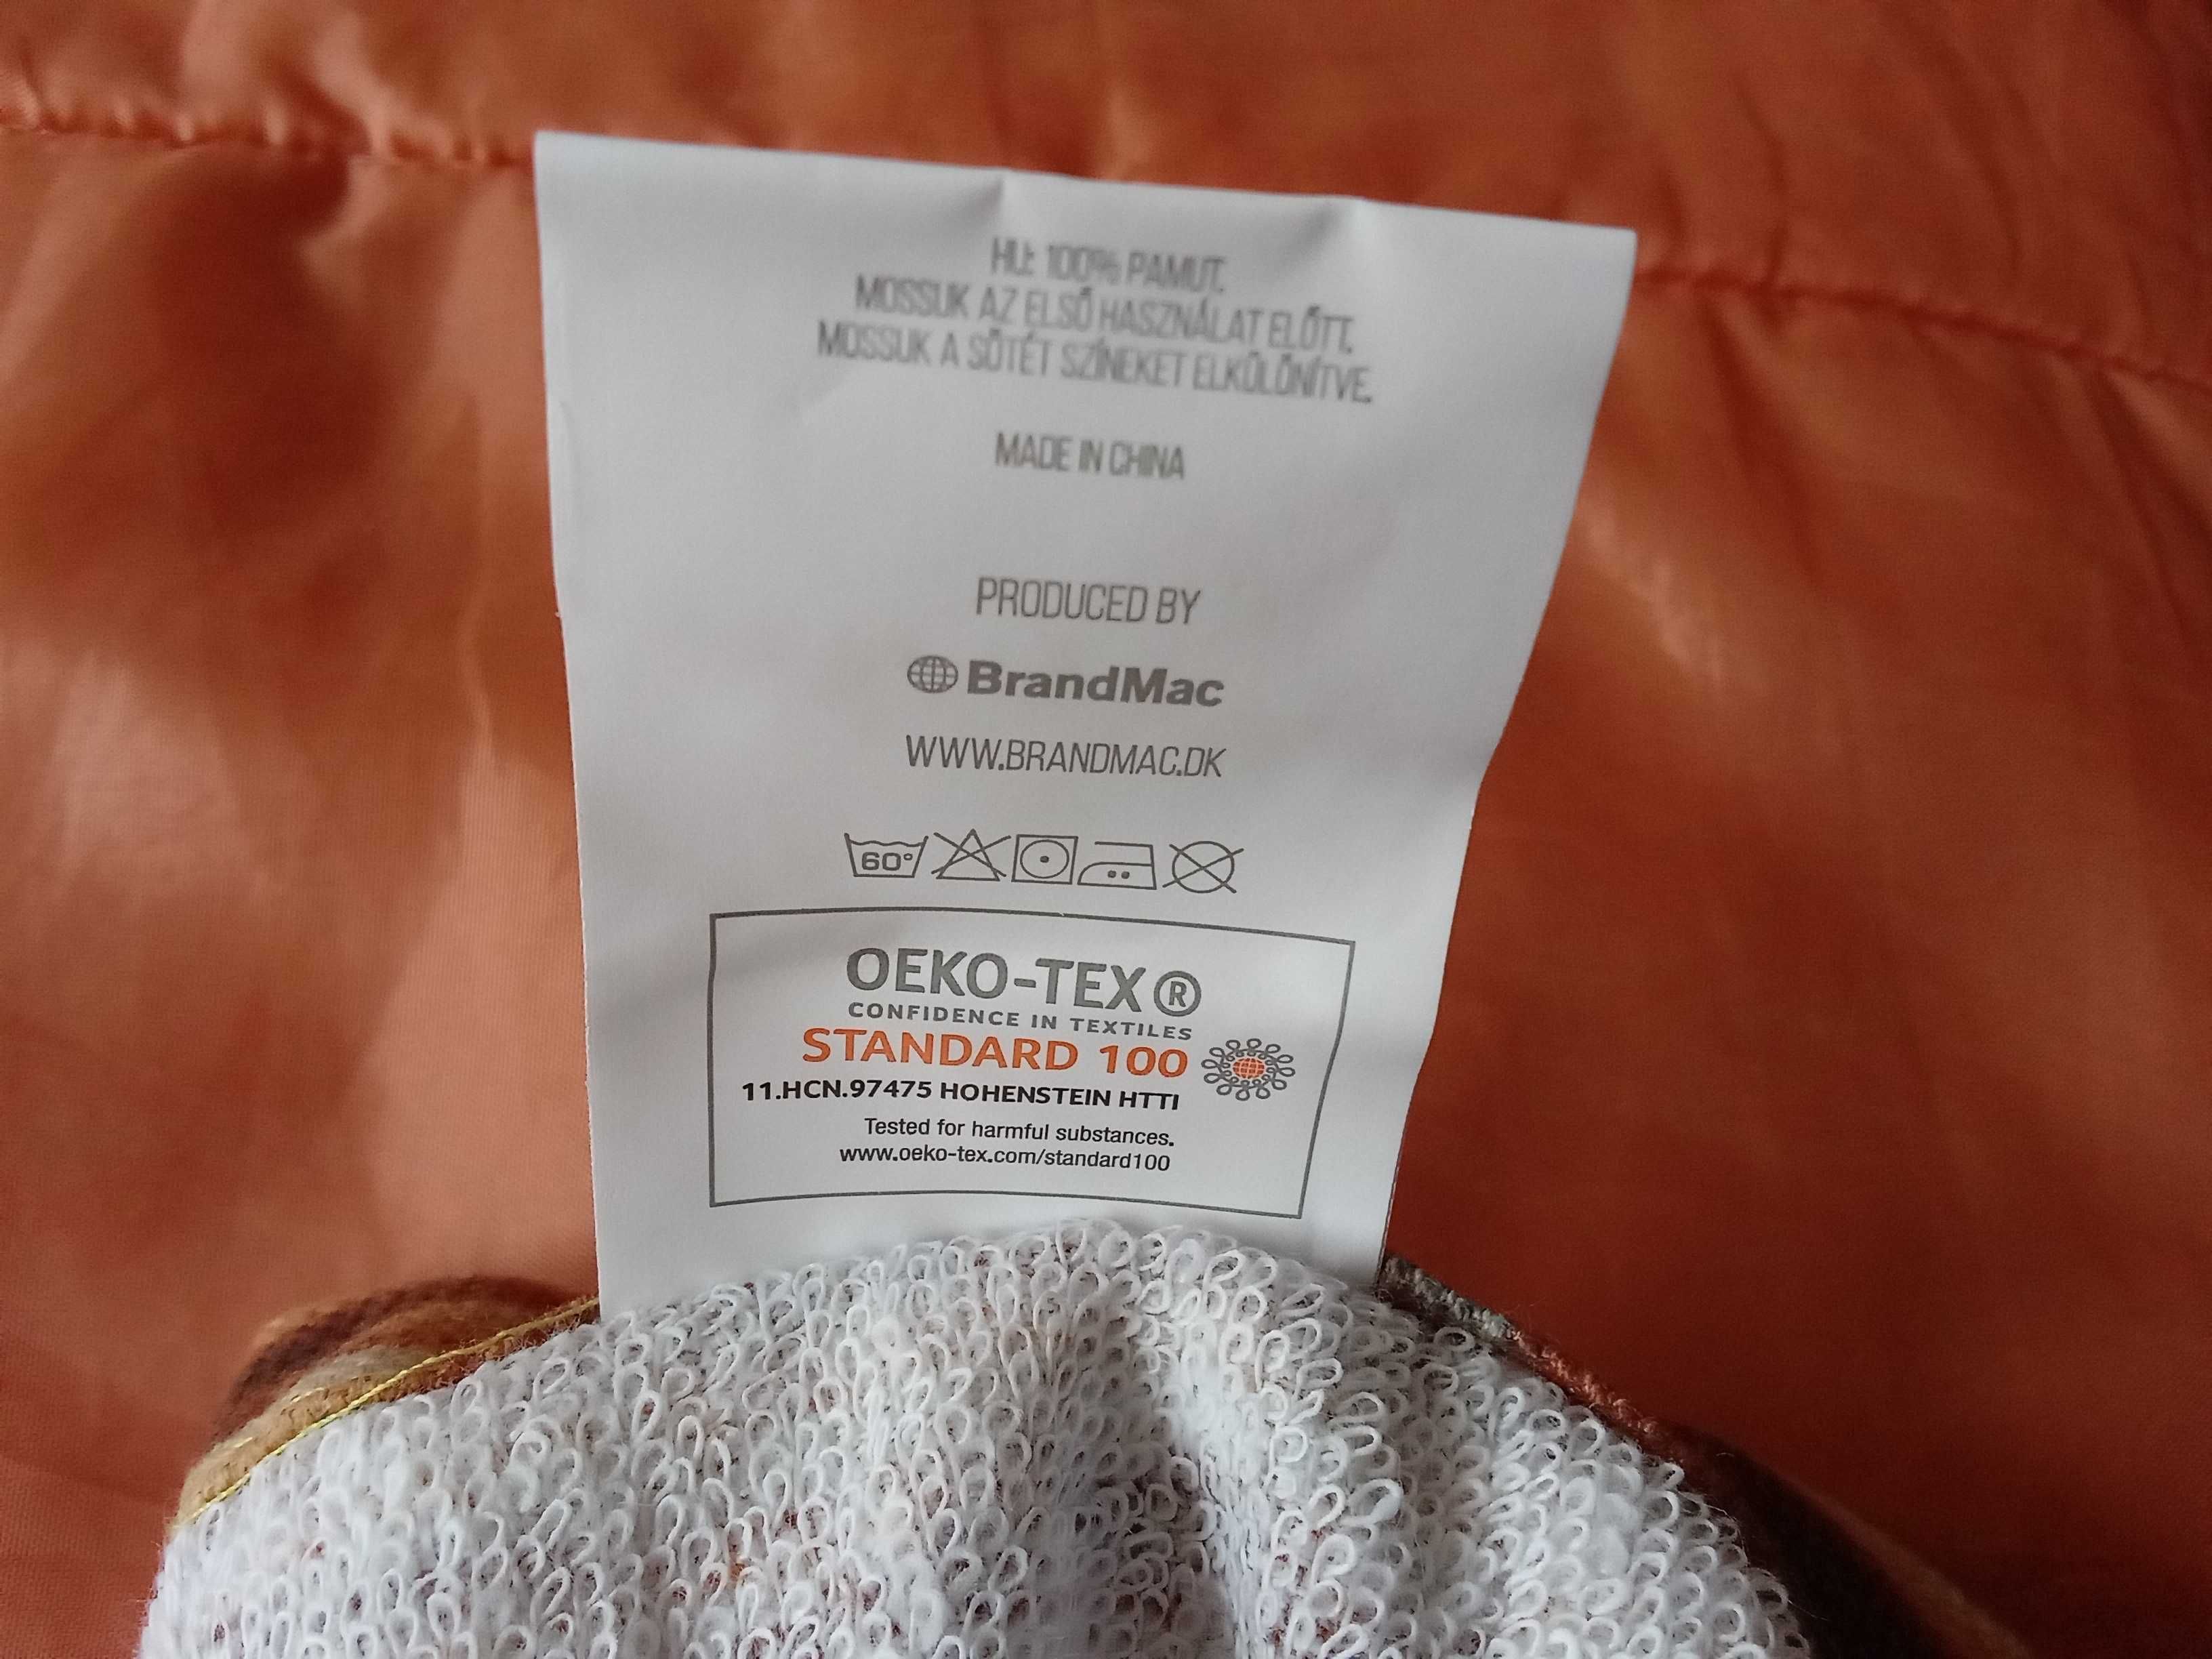 HU: 100% PAMUT.
MOSSUK AZ ELSŐ HASZNÁLAT ELŐTT.
MOSSUK A SÖTÉT SZÍNEKET ELKÜLÖNÍTVE.
MADE IN CHINA
PRODUCED BY
BrandMac
WWW.BRANDMAC.DK
60°
OEKO-TEX®
CONFIDENCE IN TEXTILES
STANDARD 100
11.HCN.97475 HOHENSTEIN HTTI
Tested for harmful substances.
www.oeko-tex.com/standard100